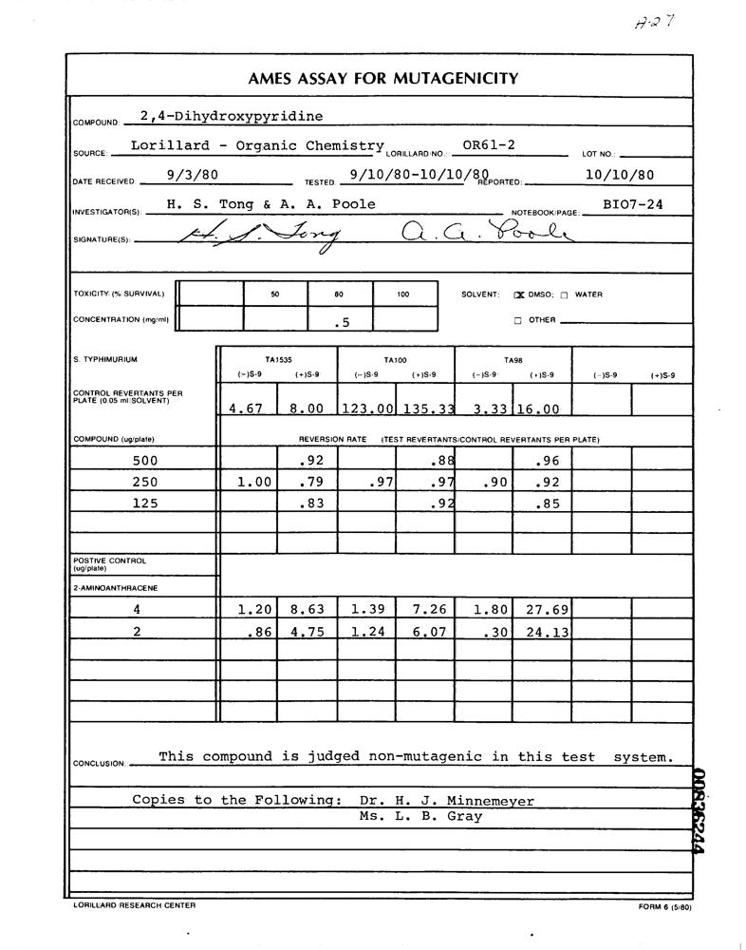 A-27
AMES ASSAY FOR MUTAGENICITY
COMPOUND: 2,4-Dihydroxypyridine
SOURCE: Lorillard - Organic Chemistry LORILLARD NO.: OR61-2 LOT NO.:
DATE RECEIVED: 9/3/80 TESTED 9/10/80-10/10/80 REPORTED: 10/10/80
INVESTIGATOR(S): H. S. Tong & A. A. Poole NOTEBOOK/PAGE: BIO7-24
SIGNATURE(S): H. S. Tong A. A. Poole
TOXICITY (% SURVIVAL) 50 80 100 SOLVENT: X DMSO; WATER
CONCENTRATION (mg/ml) .5 OTHER
S. TYPHIMURIUM TA1535 TA100 TA98
(-)S-9 (+)S-9 (-)S-9 (+)S-9 (-)S-9 (+)S-9 (-)S-9 (+)S-9
CONTROL REVERTANTS PER
PLATE (0.05 ml SOLVENT) 4.67 8.00 123.00 135.33 3.33 16.00
COMPOUND (ug/plate) REVERSION RATE (TEST REVERTANTS/CONTROL REVERTANTS PER PLATE)
500 .92 .88 .96
250 1.00 .79 .97 .97 .90 .92
125 .83 .92 .85
POSTIVE CONTROL
(ug/plate)
2-AMINOANTHRACENE
4 1.20 8.63 1.39 7.26 1.80 27.69
2 .86 4.75 1.24 6.07 .30 24.13
CONCLUSION: This compound is judged non-mutagenic in this test system.
Copies to the Following: Dr. H. J. Minnemeyer
Ms. L. B. Gray
00836244
LORILLARD RESEARCH CENTER FORM 6 (5/80)